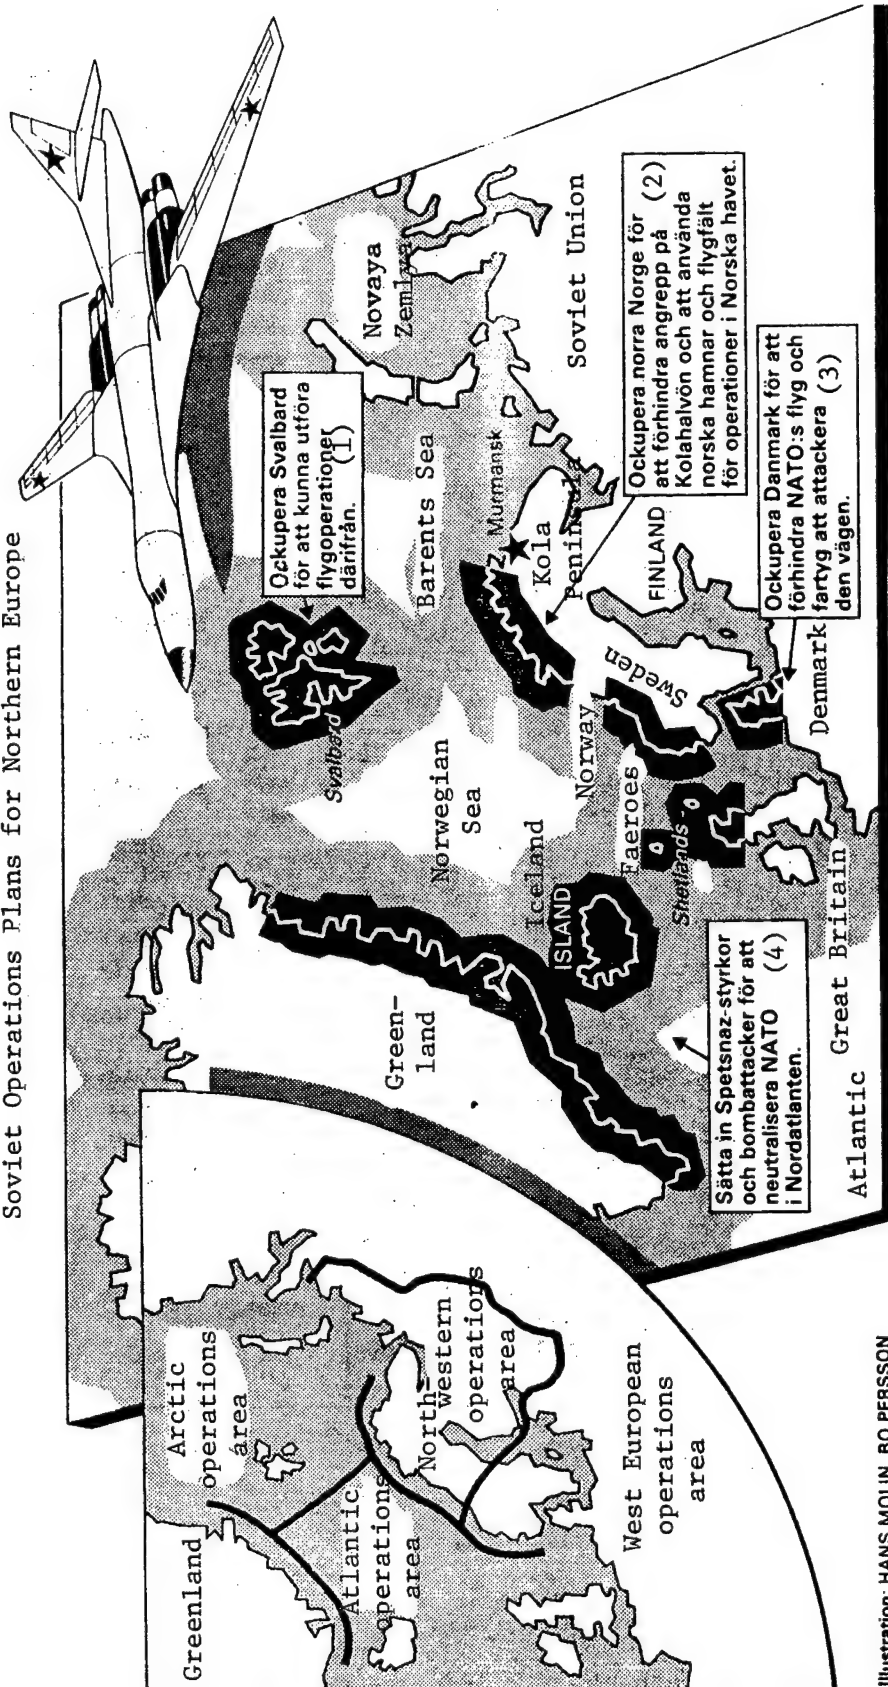 Soviet Operations Plans for Northern Europe
Greenland
Arctic
operations
area
Atlantic
operations
area
North-
western
operations
area
West European
operations
area
Green-
land
Norwegian
Sea
Svalbard
Ockupera Svalbard
för att kunna utföra
flygoperationer
därifrån. (1)
Barents Sea
Novaya
Zemlya
Murmansk
Kola
Peninsula
Soviet Union
Iceland
ISLAND
Faeroes
Shetlands
Norway
Sweden
FINLAND
Ockupera norra Norge för
att förhindra angrepp på (2)
Kolahalvön och att använda
norska hamnar och flygfält
för operationer i Norska havet.
Sätta in Spetsnaz-styrkor
och bombattacker för att
neutralisera NATO (4)
i Nordatlanten.
Ockupera Danmark för att
förhindra NATO:s flyg och
fartyg att attackera (3)
den vägen.
Denmark
Great Britain
Atlantic
Illustration: HANS MOLIN, BO PERSSON